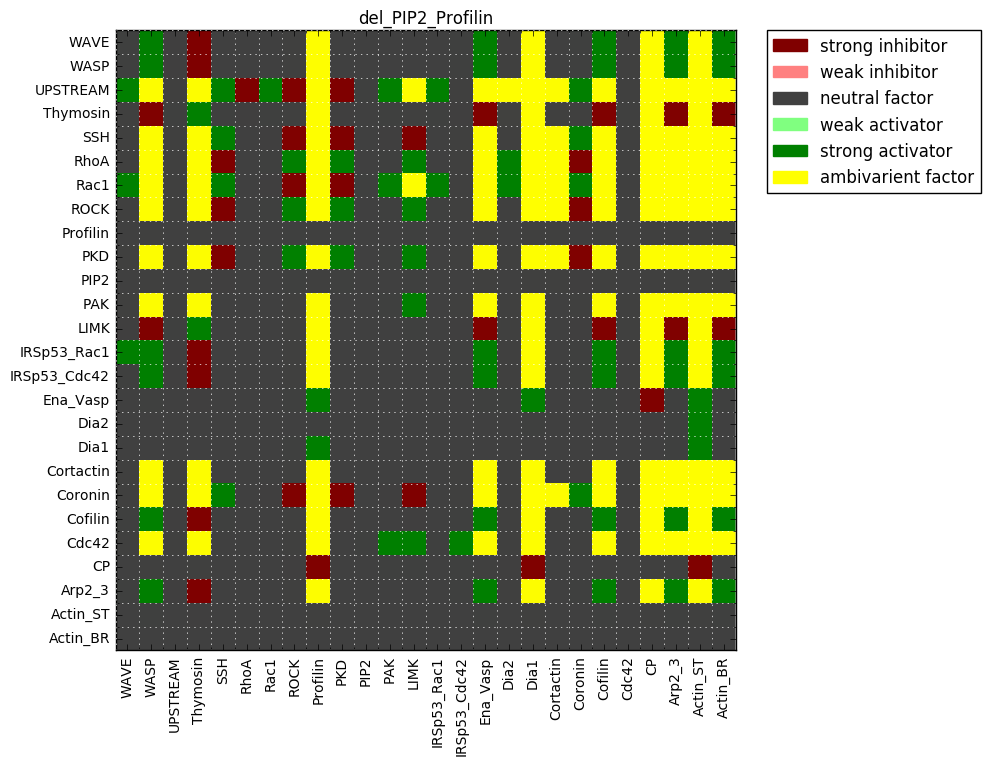 del_PIP2_Profilin
WAVE
WASP
UPSTREAM
Thymosin
SSH
RhoA
Rac1
ROCK
Profilin
PKD
PIP2
PAK
LIMK
IRSp53_Rac1
IRSp53_Cdc42
Ena_Vasp
Dia2
Dia1
Cortactin
Coronin
Cofilin
Cdc42
CP
Arp2_3
Actin_ST
Actin_BR
WAVE
WASP
UPSTREAM
Thymosin
SSH
RhoA
Rac1
ROCK
Profilin
PKD
PIP2
PAK
LIMK
IRSp53_Rac1
IRSp53_Cdc42
Ena_Vasp
Dia2
Dia1
Cortactin
Coronin
Cofilin
Cdc42
CP
Arp2_3
Actin_ST
Actin_BR
strong inhibitor
weak inhibitor
neutral factor
weak activator
strong activator
ambivarient factor